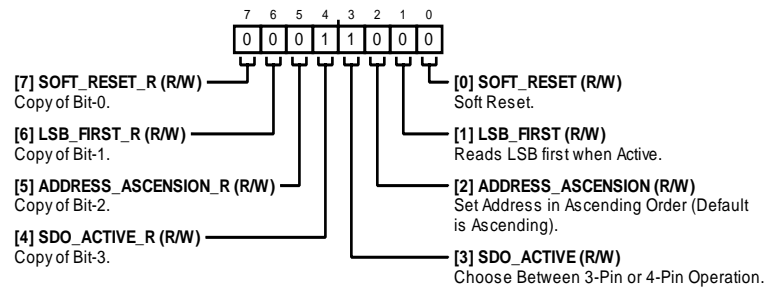 7 6 5 4 3 2 1 0
0 0 0 1 1 0 0 0
[7] SOFT_RESET_R (R/W)
Copy of Bit-0.
[6] LSB_FIRST_R (R/W)
Copy of Bit-1.
[5] ADDRESS_ASCENSION_R (R/W)
Copy of Bit-2.
[4] SDO_ACTIVE_R (R/W)
Copy of Bit-3.
[0] SOFT_RESET (R/W)
Soft Reset.
[1] LSB_FIRST (R/W)
Reads LSB first when Active.
[2] ADDRESS_ASCENSION (R/W)
Set Address in Ascending Order (Default
is Ascending).
[3] SDO_ACTIVE (R/W)
Choose Between 3-Pin or 4-Pin Operation.